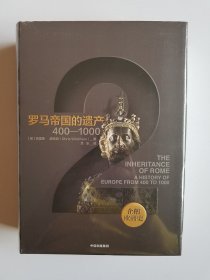 2
罗马帝国的遗产
400—1000
THE
INHERITANCE
OF ROME
A HISTORY OF
EUROPE FROM 400 TO 1000
企鹅
欧洲史
中信出版集团